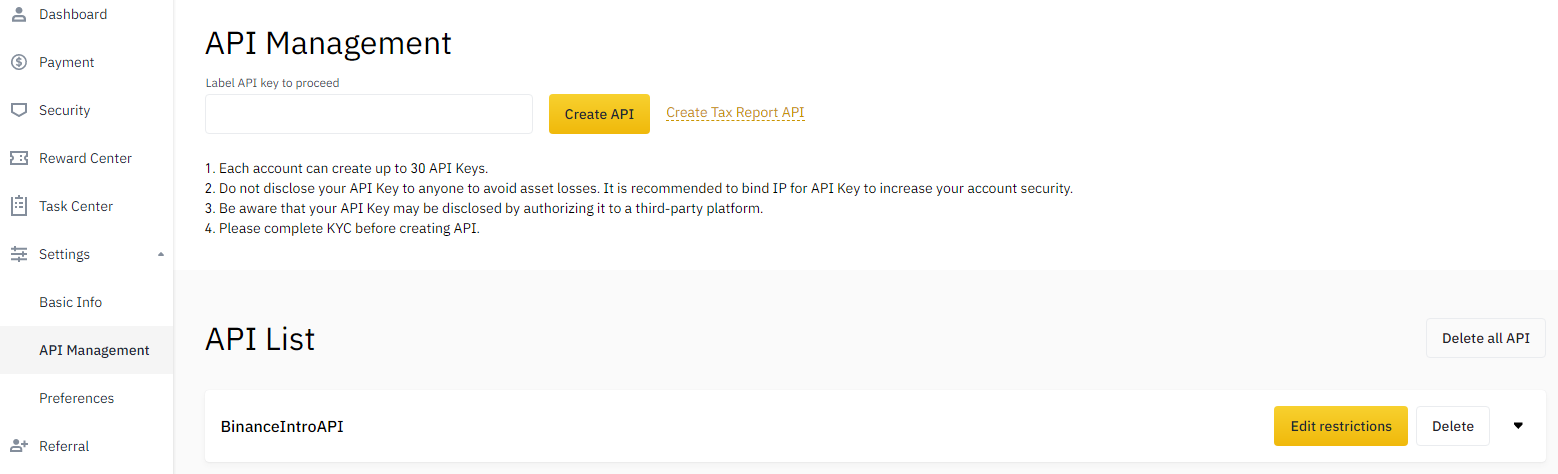 Dashboard
Payment
Security
Reward Center
Task Center
Settings
Basic Info
API Management
Preferences
Referral
API Management
Label API key to proceed
Create API
Create Tax Report API
1. Each account can create up to 30 API Keys.
2. Do not disclose your API Key to anyone to avoid asset losses. It is recommended to bind IP for API Key to increase your account security.
3. Be aware that your API Key may be disclosed by authorizing it to a third-party platform.
4. Please complete KYC before creating API.
API List
Delete all API
BinanceIntroAPI
Edit restrictions
Delete